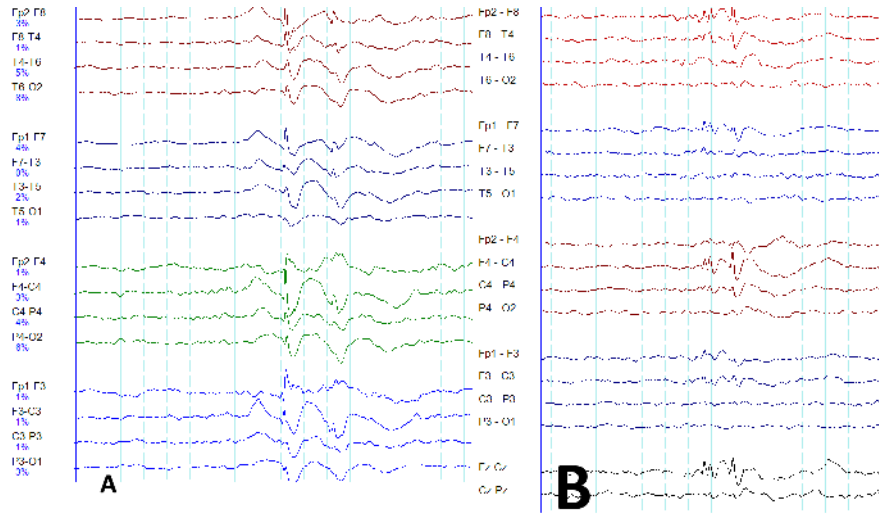 Fp2 F8
3%
F8 T4
1%
T4-T6
5%
T6-O2
8%
Fp1 F7
4%
F7-T3
0%
T3-T5
2%
T5 O1
1%
Fp2 F4
1%
F4-C4
3%
C4 P4
4%
P4-O2
6%
Fp1 F3
1%
F3-C3
1%
C3 P3
1%
P3-O1
3%
A
Fp2 - F8
F8 - T4
T4 - T6
T6 - O2
Fp1 - F7
F7 - T3
T3 - T5
T5 - O1
Fp2 - F4
F4 - C4
C4 - P4
P4 - O2
Fp1 - F3
F3 - C3
C3 - P3
P3 - O1
Fz Cz
Cz Pz
B